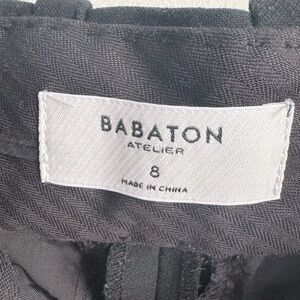 BABATON
ATELIER
8
MADE IN CHINA